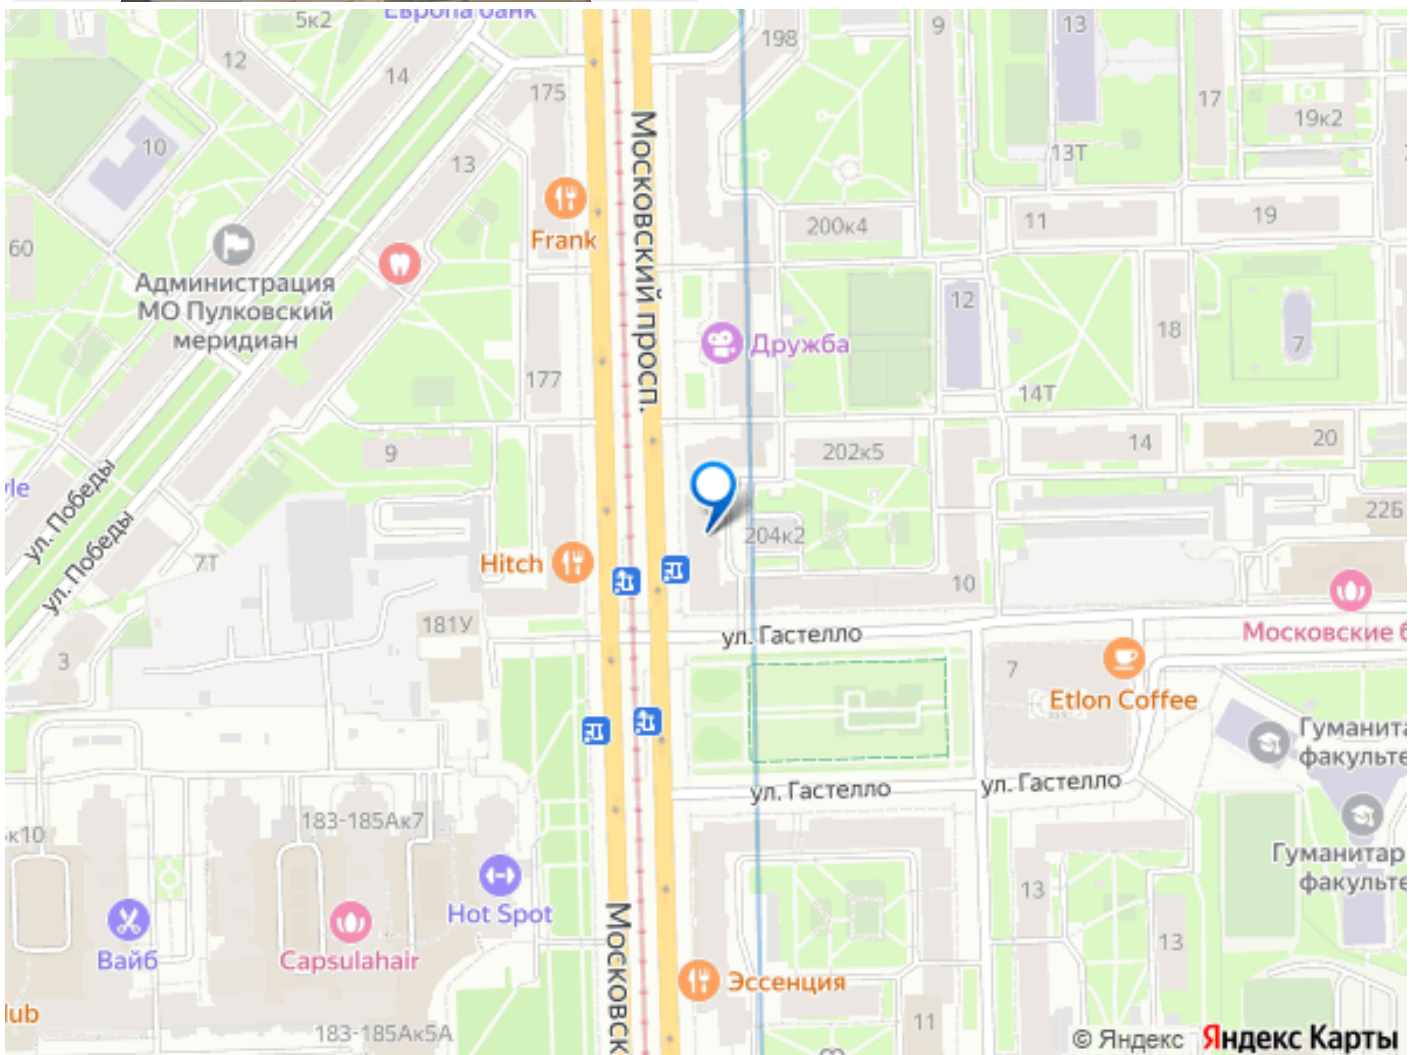 Европа банк
5к2
198
9
13
12
14
175
17
19к2
10
13
13Т
Московский просп.
200к4
11
19
60
Frank
Администрация
МО Пулковский
меридиан
12
18
7
Дружба
177
14Т
9
202к5
14
20
ул. Победы
ул. Победы
22Б
204к2
7Т
Hitch
10
181У
ул. Гастелло
Московские б
3
7
Etlon Coffee
Гуманита
факульте
ул. Гастелло
ул. Гастелло
к10
183-185Ак7
Гуманитар
факульте
13
Hot Spot
Московск
13
Вайб
Capsulahair
Эссенция
lub
183-185Ак5А
11
© Яндекс Яндекс Карты